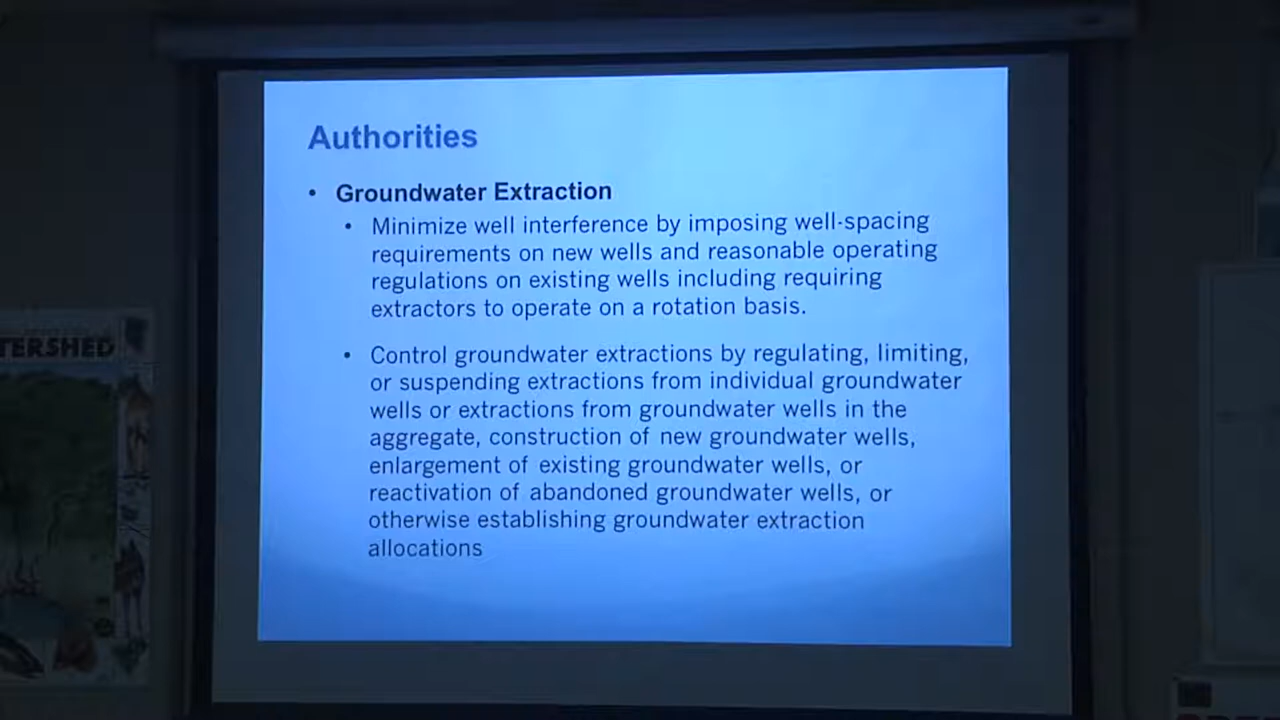 Authorities
• Groundwater Extraction
• Minimize well interference by imposing well-spacing
requirements on new wells and reasonable operating
regulations on existing wells including requiring
extractors to operate on a rotation basis.
• Control groundwater extractions by regulating, limiting,
or suspending extractions from individual groundwater
wells or extractions from groundwater wells in the
aggregate, construction of new groundwater wells,
enlargement of existing groundwater wells, or
reactivation of abandoned groundwater wells, or
otherwise establishing groundwater extraction
allocations
TERSHED